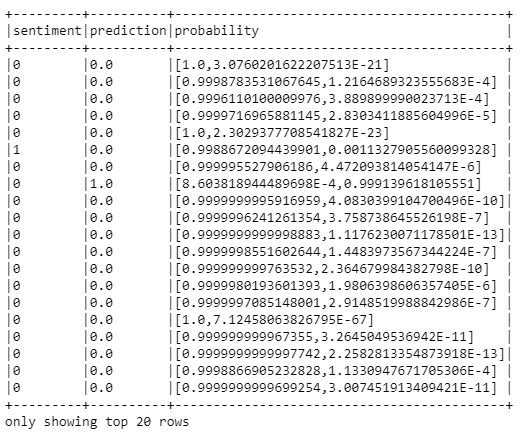 +---------+----------+------------------------------------------+
|sentiment|prediction|probability                               |
+---------+----------+------------------------------------------+
|0        |0.0       |[1.0,3.0760201622207513E-21]              |
|0        |0.0       |[0.9998783531067645,1.2164689323555683E-4]|
|0        |0.0       |[0.9996110100009976,3.889899990023713E-4] |
|0        |0.0       |[0.9999716965881145,2.8303411885604996E-5]|
|0        |0.0       |[1.0,2.3029377708541827E-23]              |
|1        |0.0       |[0.9988672094439901,0.0011327905560099328]|
|0        |0.0       |[0.999995527906186,4.472093814054147E-6]  |
|0        |1.0       |[8.603818944489698E-4,0.999139618105551]  |
|0        |0.0       |[0.9999999995916959,4.0830399104700496E-10]|
|0        |0.0       |[0.9999996241261354,3.758738645526198E-7] |
|0        |0.0       |[0.9999999999998883,1.1176230071178501E-13]|
|0        |0.0       |[0.9999998551602644,1.4483973567344224E-7]|
|0        |0.0       |[0.999999999763532,2.364679984382798E-10] |
|0        |0.0       |[0.9999980193601393,1.9806398606357405E-6]|
|0        |0.0       |[0.9999997085148001,2.9148519988842986E-7]|
|0        |0.0       |[1.0,7.12458063826795E-67]                |
|0        |0.0       |[0.999999999967355,3.2645049536942E-11]   |
|0        |0.0       |[0.9999999999997742,2.2582813354873918E-13]|
|0        |0.0       |[0.9998866905232828,1.1330947671705306E-4]|
|0        |0.0       |[0.9999999999699254,3.007451913409421E-11]|
+---------+----------+------------------------------------------+
only showing top 20 rows